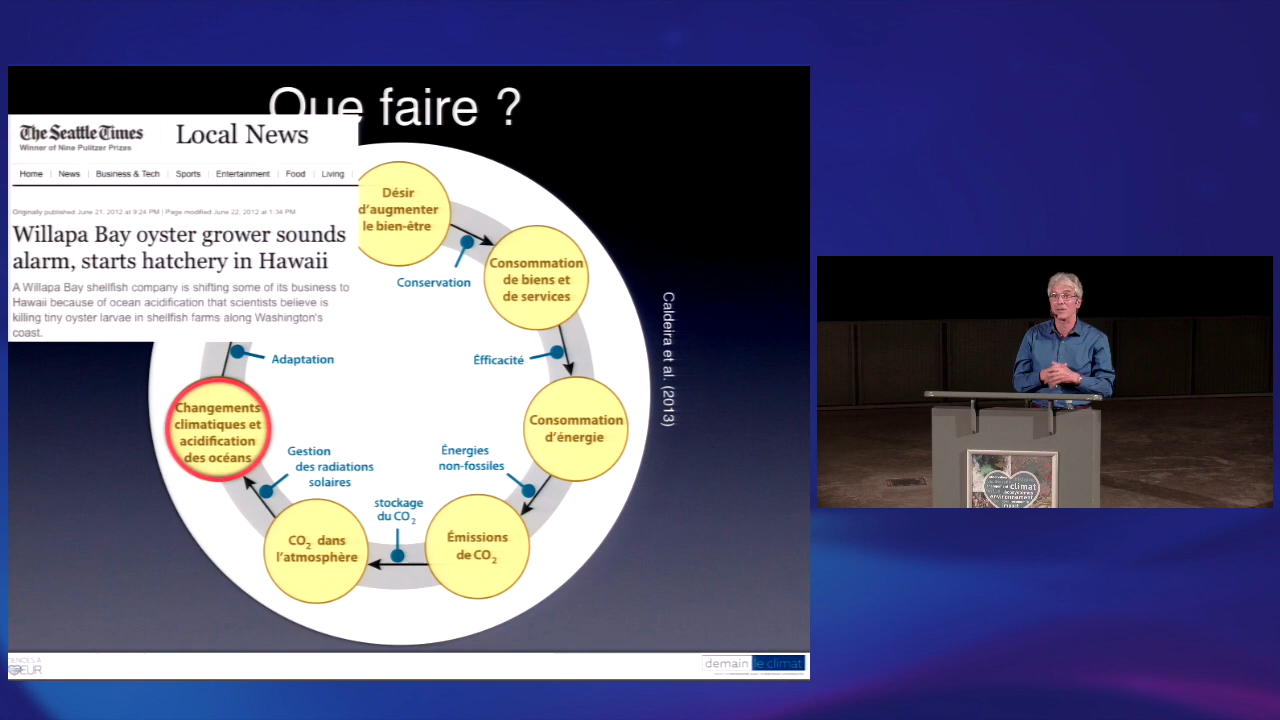 Que faire ?
The Seattle Times
Winner of Nine Pulitzer Prizes
Local News
Home | News | Business & Tech | Sports | Entertainment | Food | Living |
Originally published June 21, 2012 at 9:24 PM | Page modified June 22, 2012 at 1:34 PM
Willapa Bay oyster grower sounds
alarm, starts hatchery in Hawaii
A Willapa Bay shellfish company is shifting some of its business to
Hawaii because of ocean acidification that scientists believe is
killing tiny oyster larvae in shellfish farms along Washington's
coast.
Désir
d'augmenter
le bien-être
Conservation
Consommation
de biens et
de services
Éfficacité
Consommation
d'énergie
Énergies
non-fossiles
Émissions
de CO2
stockage
du CO2
CO2 dans
l'atmosphère
Gestion
des radiations
solaires
Changements
climatiques et
acidification
des océans
Adaptation
Caldeira et al. (2013)
demain le climat
climat
écosystèmes
environnement